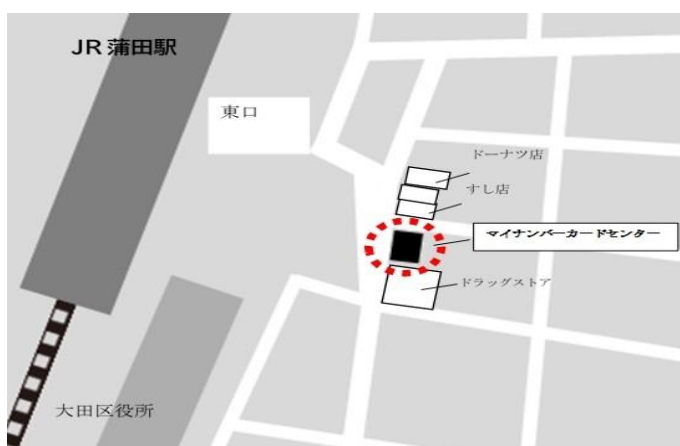 JR 蒲田駅
東口
ドーナツ店
すし店
マイナンバーカードセンター
ドラッグストア
大田区役所